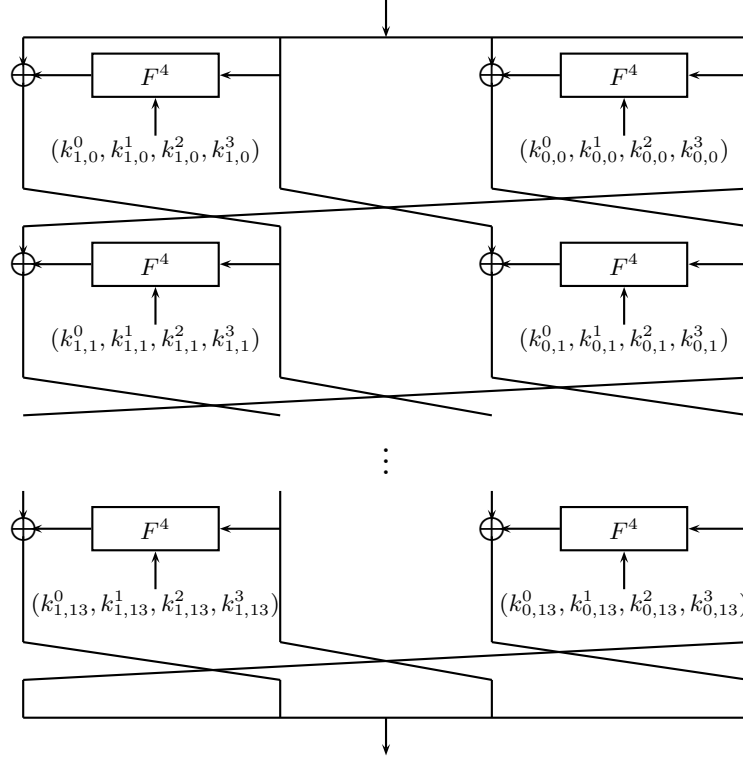 F^4 F^4
(k^0_{1,0}, k^1_{1,0}, k^2_{1,0}, k^3_{1,0}) (k^0_{0,0}, k^1_{0,0}, k^2_{0,0}, k^3_{0,0})
F^4 F^4
(k^0_{1,1}, k^1_{1,1}, k^2_{1,1}, k^3_{1,1}) (k^0_{0,1}, k^1_{0,1}, k^2_{0,1}, k^3_{0,1})
⋮
F^4 F^4
(k^0_{1,13}, k^1_{1,13}, k^2_{1,13}, k^3_{1,13}) (k^0_{0,13}, k^1_{0,13}, k^2_{0,13}, k^3_{0,13})